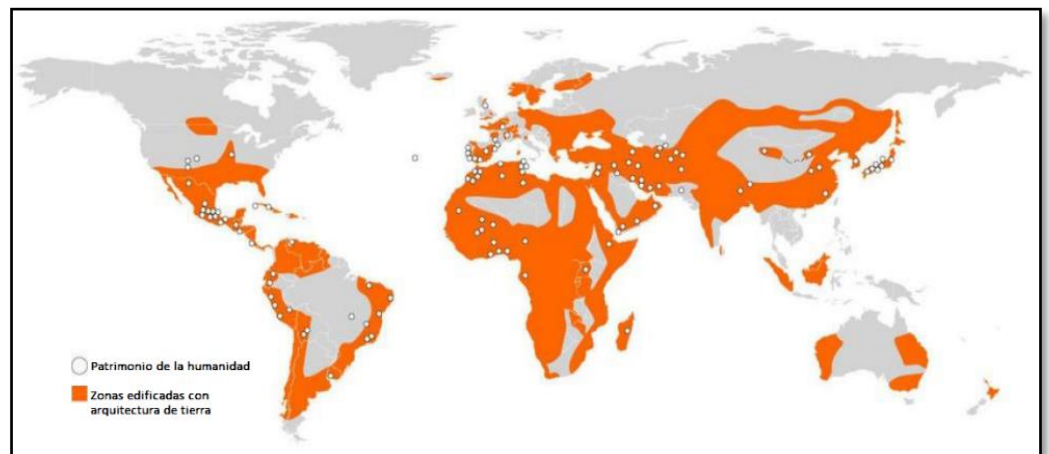 Patrimonio de la humanidad
Zonas edificadas con
arquitectura de tierra